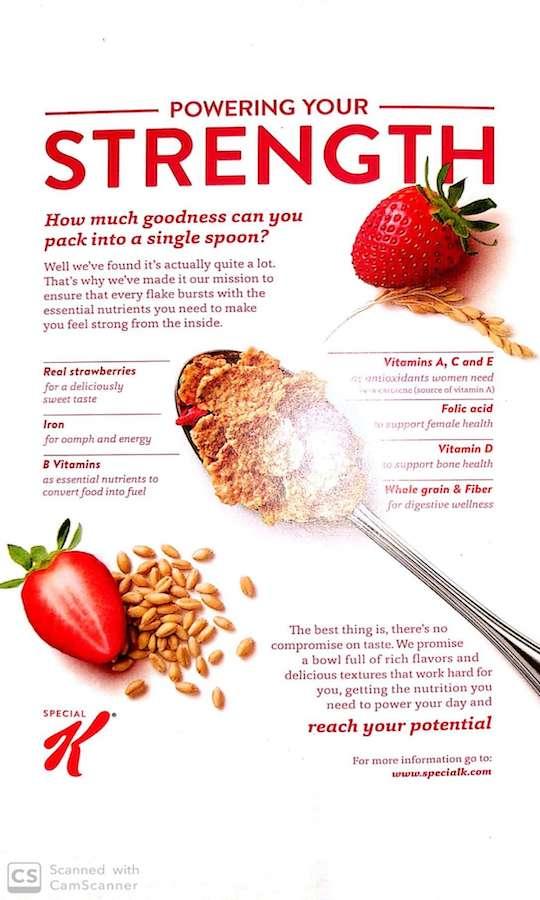 POWERING YOUR
STRENGTH
How much goodness can you
pack into a single spoon?
Well we've found it's actually quite a lot.
That's why we've made it our mission to
ensure that every flake bursts with the
essential nutrients you need to make
you feel strong from the inside.
Real strawberries
for a deliciously
sweet taste
Iron
for oomph and energy
B Vitamins
as essential nutrients to
convert food into fuel
Vitamins A, C and E
as antioxidants women need
(source of vitamin A)
Folic acid
to support female health
Vitamin D
to support bone health
Whole grain & Fiber
for digestive wellness
The best thing is, there's no
compromise on taste. We promise
a bowl full of rich flavors and
delicious textures that work hard for
you, getting the nutrition you
need to power your day and
reach your potential
For more information go to:
www.specialk.com
SPECIAL
K®
CS Scanned with
CamScanner